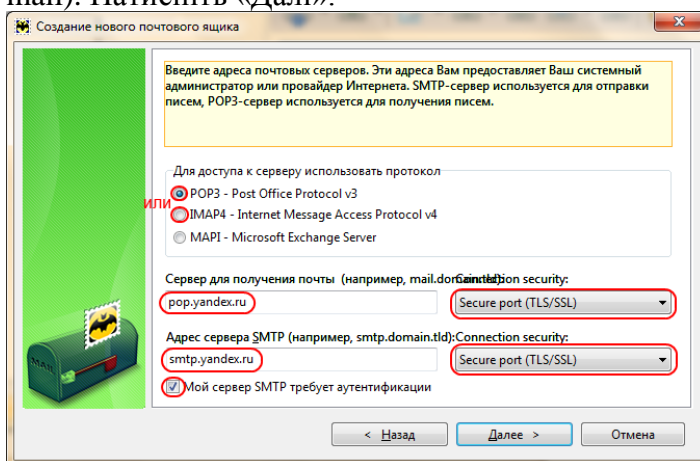 mail). Натисніть «Далі».
Создание нового почтового ящика
Введите адреса почтовых серверов. Эти адреса Вам предоставляет Ваш системный
администратор или провайдер Интернета. SMTP-сервер используется для отправки
писем, POP3-сервер используется для получения
писем.
Для доступа к серверу использовать протокол
POP3 - Post Office Protocol v3
или
IMAP4 - Internet Message Access Protocol v4
MAPI - Microsoft Exchange Server
Сервер для получения почты (например, mail.domain.tld):Connection security:
pop.yandex.ru Secure port (TLS/SSL)
Адрес сервера SMTP (например, smtp.domain.tld):Connection security:
smtp.yandex.ru Secure port (TLS/SSL)
Мой сервер SMTP требует аутентификации
MAIL
< Назад Далее > Отмена